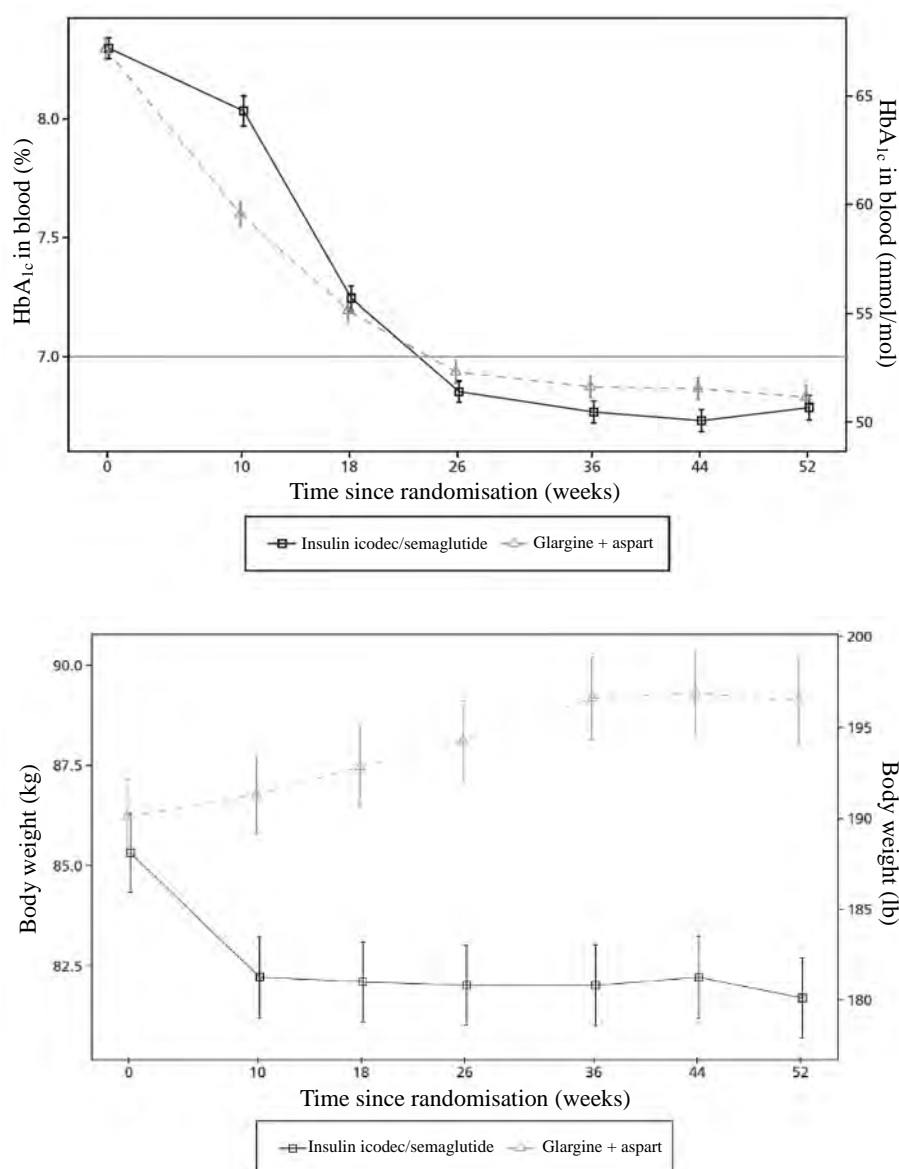 HbA1c in blood (%)
8.0
7.5
7.0
HbA1c in blood (mmol/mol)
65
60
55
50
0 10 18 26 36 44 52
Time since randomisation (weeks)
Insulin icodec/semaglutide Glargine + aspart
Body weight (kg)
90.0
87.5
85.0
82.5
Body weight (lb)
200
195
190
185
180
0 10 18 26 36 44 52
Time since randomisation (weeks)
Insulin icodec/semaglutide Glargine + aspart